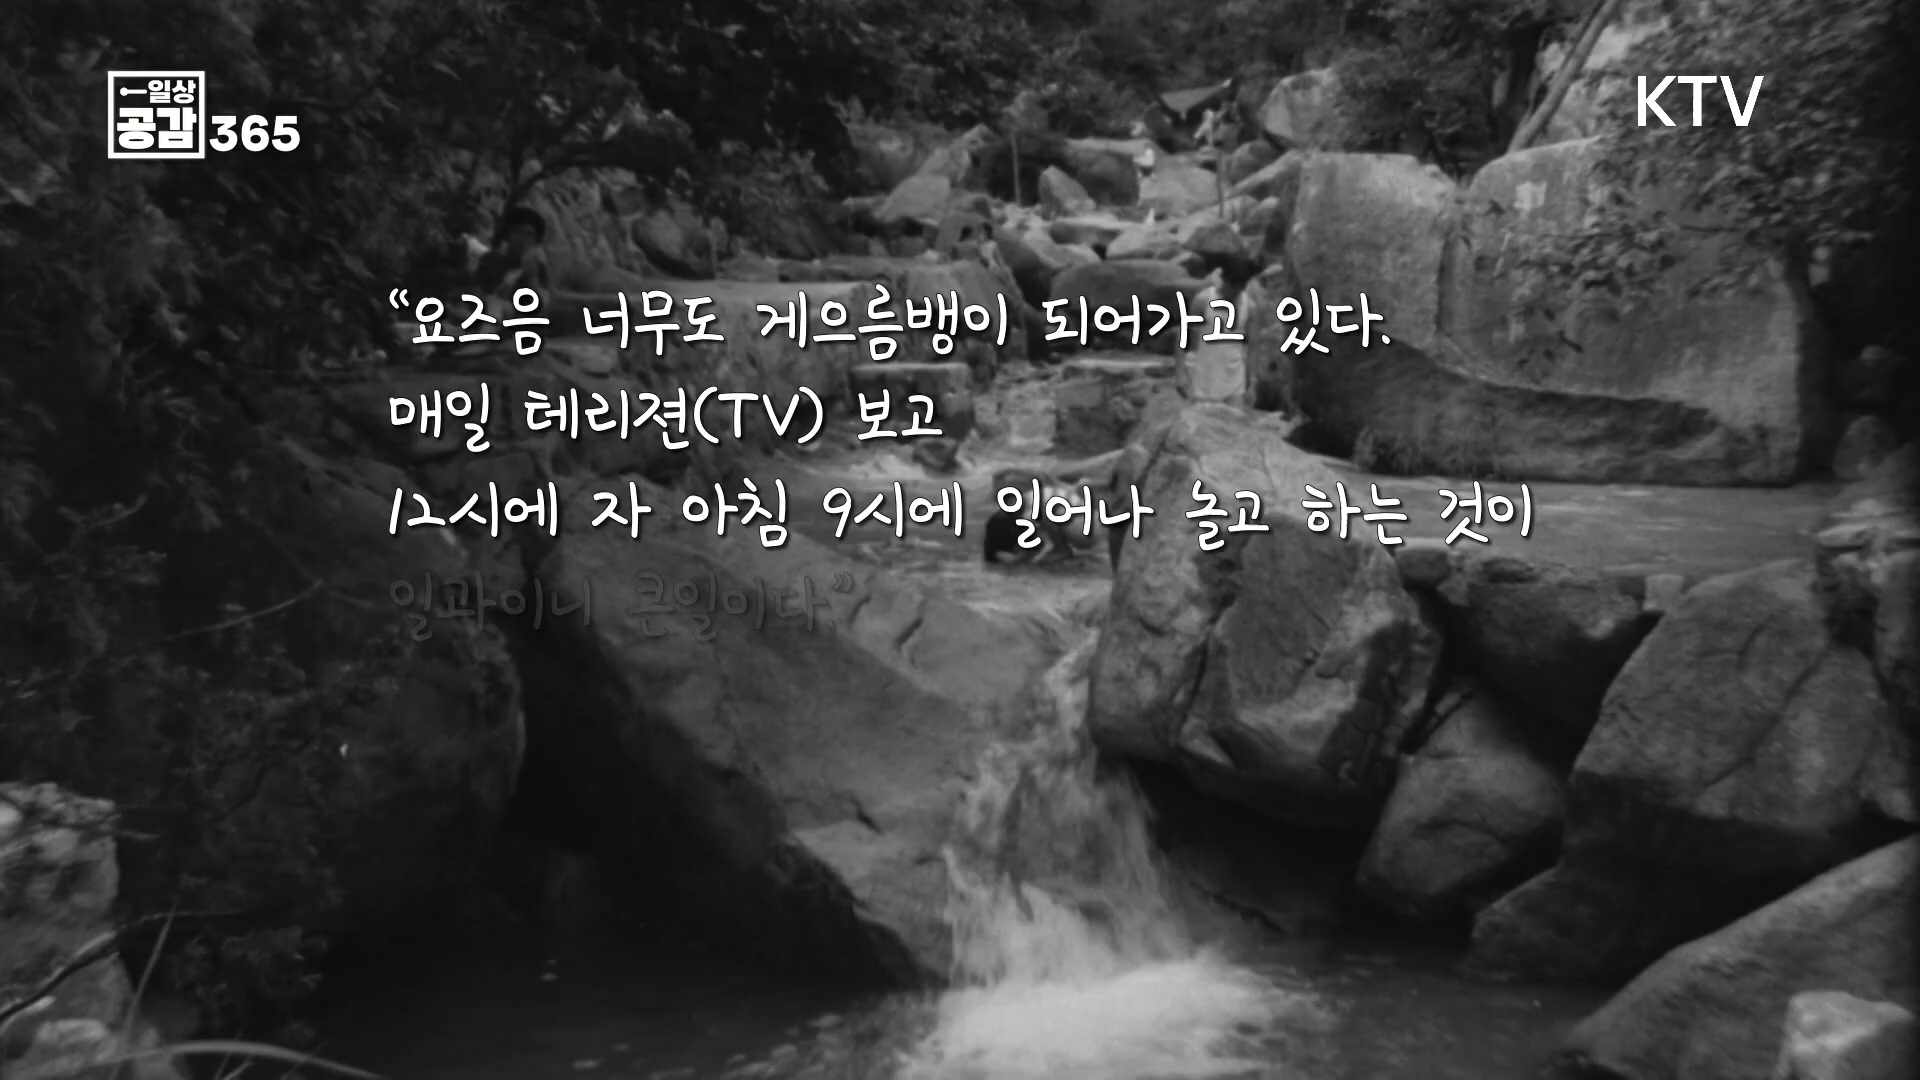 일상
공감365
KTV
“요즈음 너무도 게으름뱅이 되어가고 있다.
매일 테리젼(TV) 보고
12시에 자 아침 9시에 일어나 놀고 하는 것이
일과이니 큰일이다.”